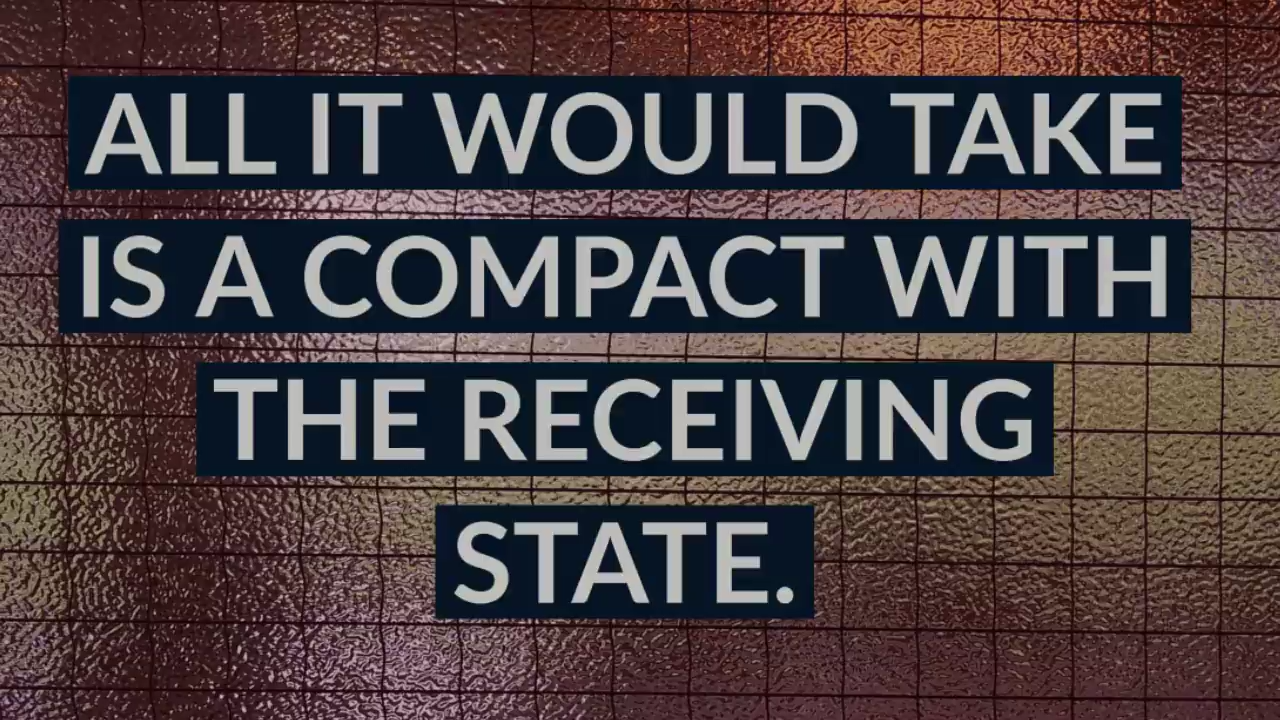 ALL IT WOULD TAKE
IS A COMPACT WITH
THE RECEIVING
STATE.